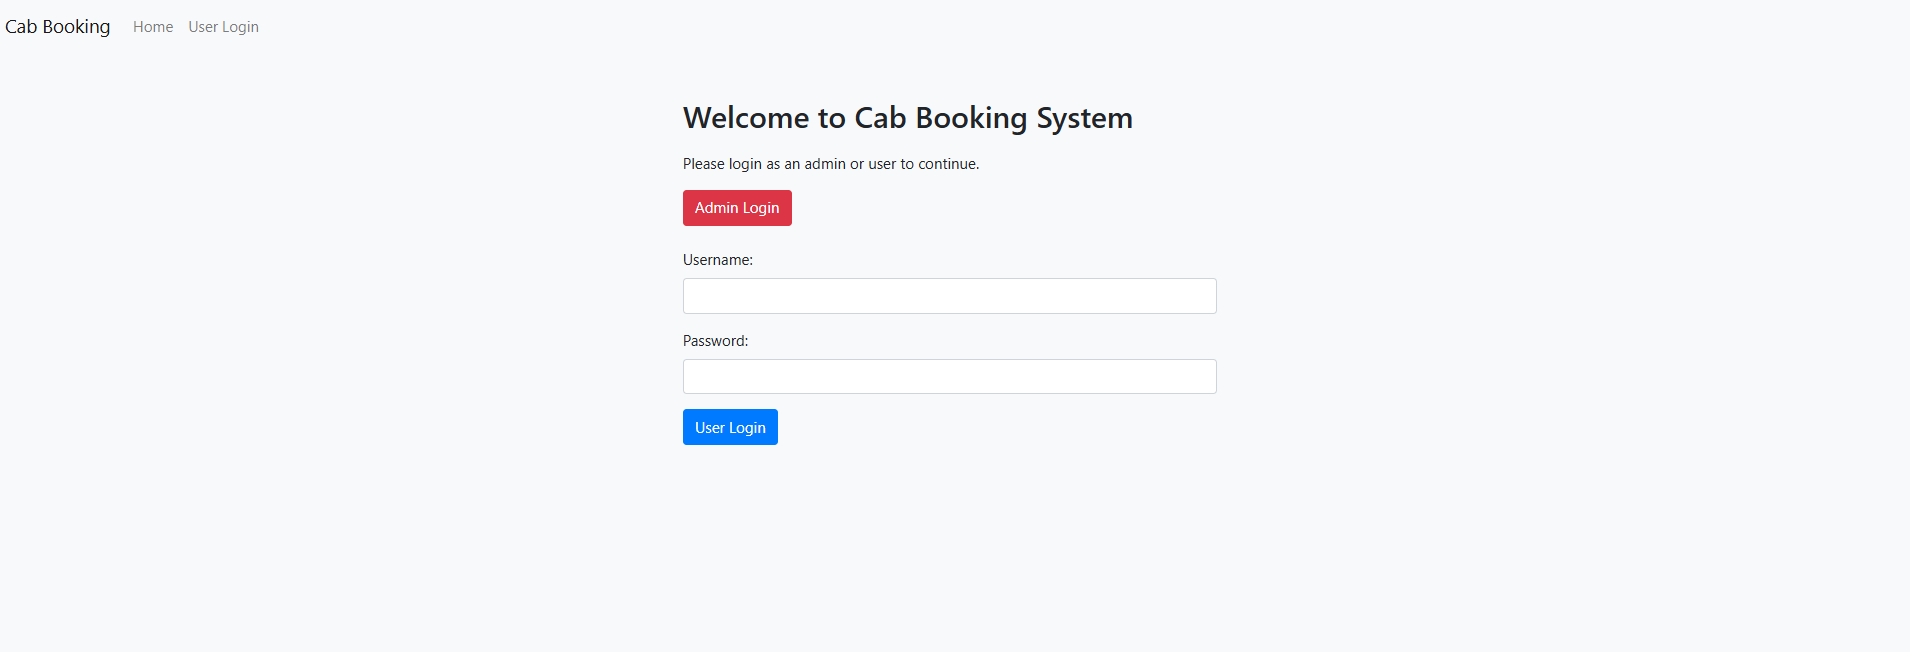 Cab Booking Home User Login
Welcome to Cab Booking System
Please login as an admin or user to continue.
Admin Login
Username:
Password:
User Login